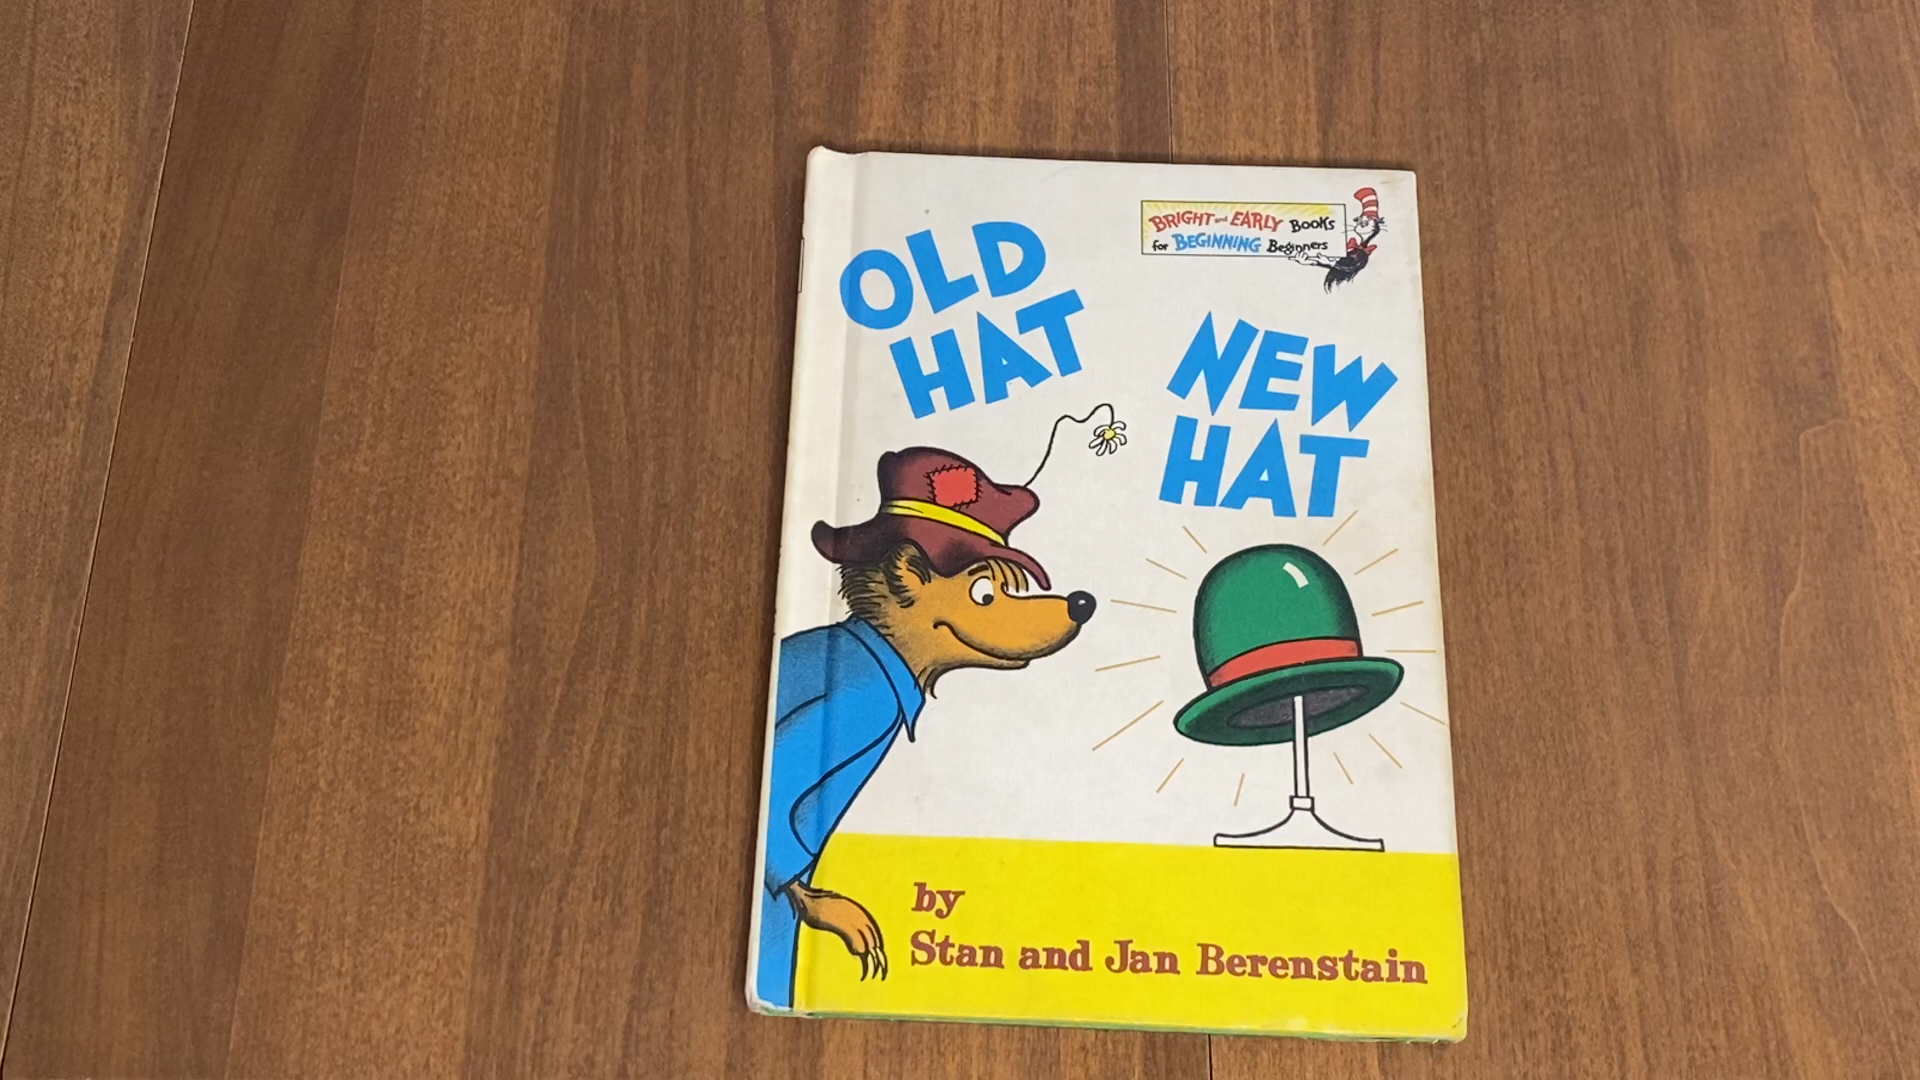 BRIGHT and EARLY BOOKS
for BEGINNING Beginners
OLD
HAT
NEW
HAT
by
Stan and Jan Berenstain